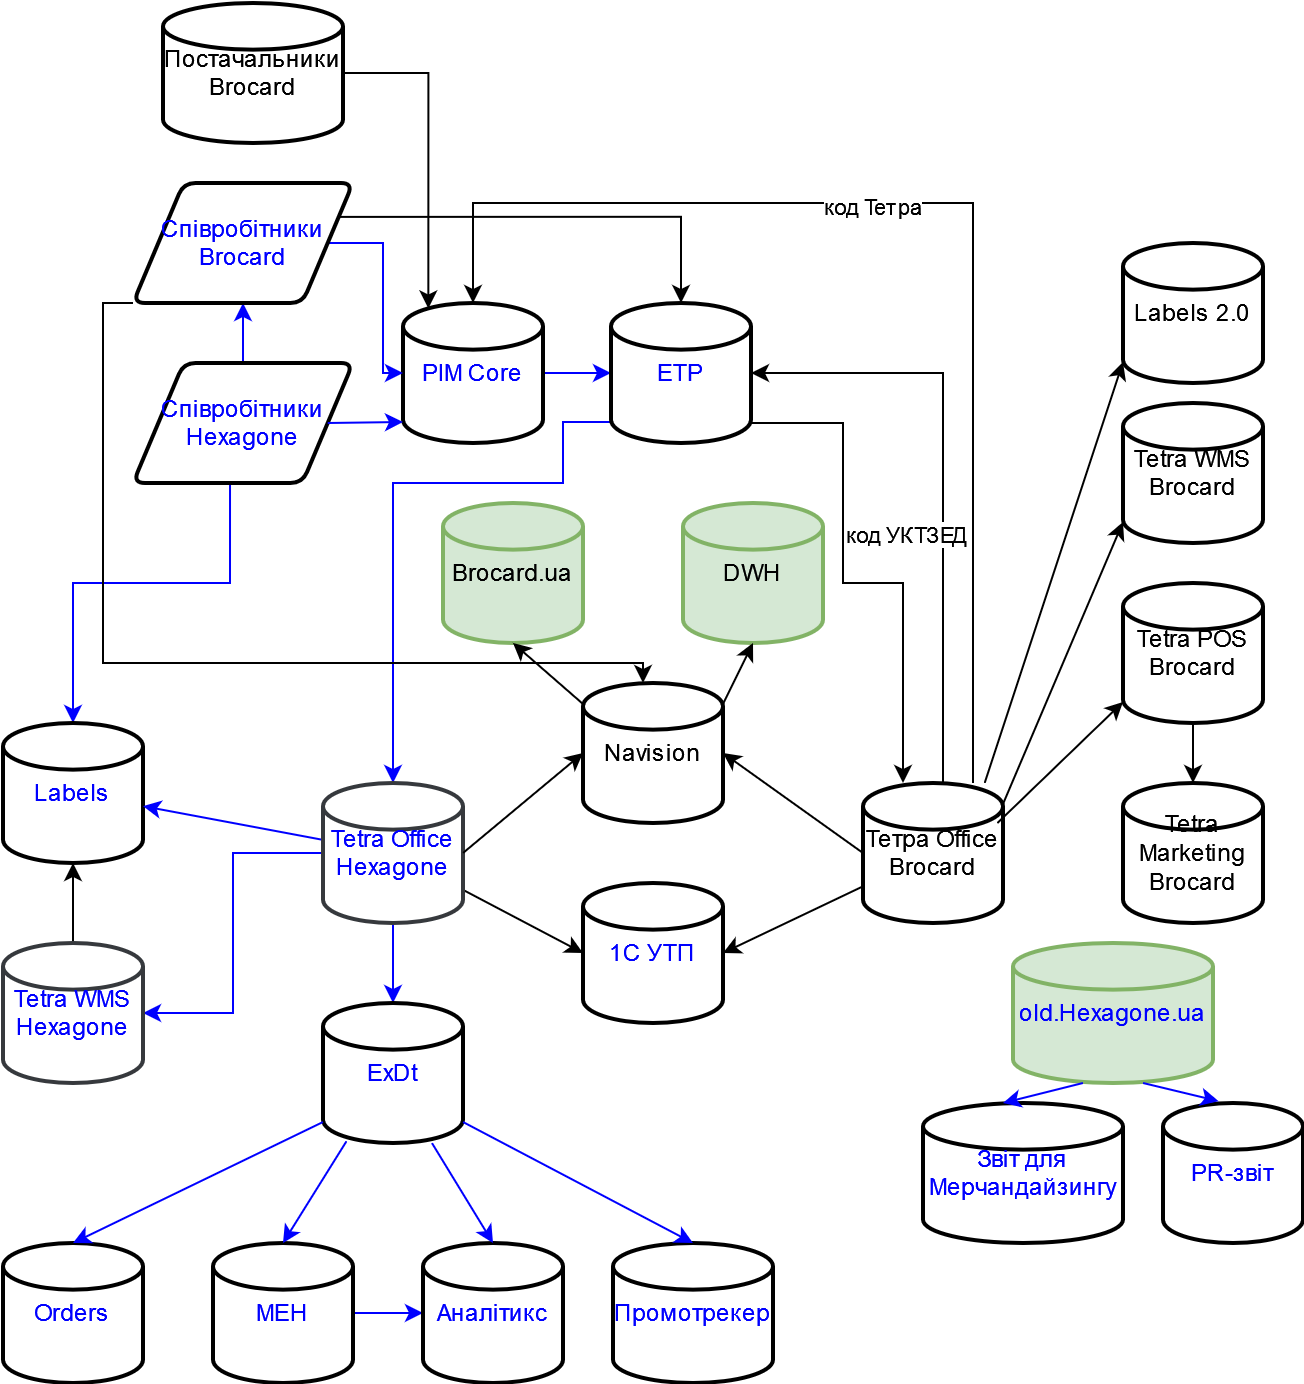 Постачальники
Brocard
Співробітники
Brocard
код Тетра
Labels 2.0
PIM Core
ЕТР
Співробітники
Hexagone
Tetra WMS
Brocard
код УКТЗЕД
Brocard.ua
DWH
Tetra POS
Brocard
Navision
Labels
Tetra Office
Hexagone
Тетра Office
Brocard
Tetra
Marketing
Brocard
1С УТП
Tetra WMS
Hexagone
old.Hexagone.ua
ExDt
Звіт для
Мерчандайзингу
PR-звіт
Orders
МЕН
Аналітикс
Промотрекер